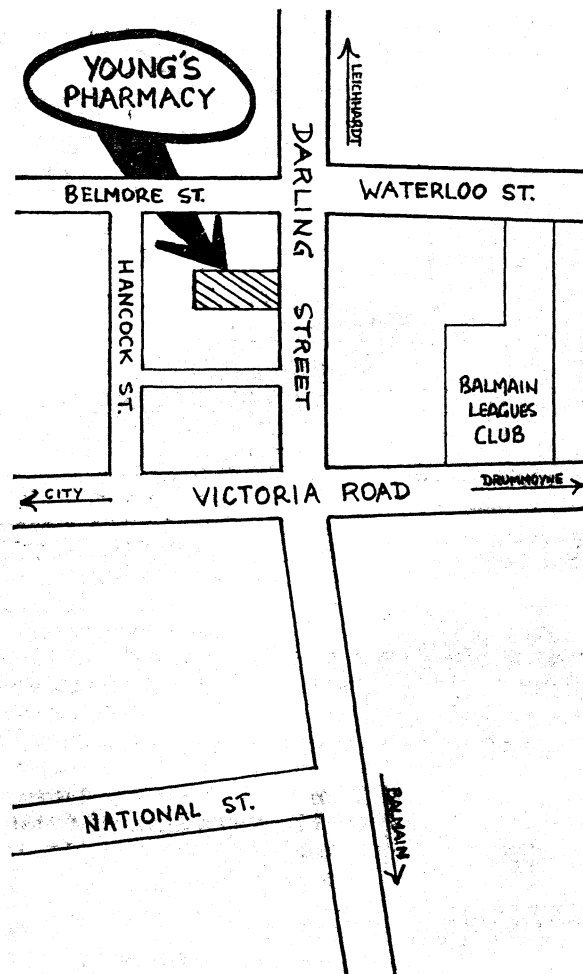 YOUNG'S
PHARMACY
LEICHHARDT
DARLING STREET
BELMORE ST.
WATERLOO ST.
HANCOCK ST.
BALMAIN
LEAGUES
CLUB
DRUMMOYNE
CITY
VICTORIA ROAD
NATIONAL ST.
BALMAIN